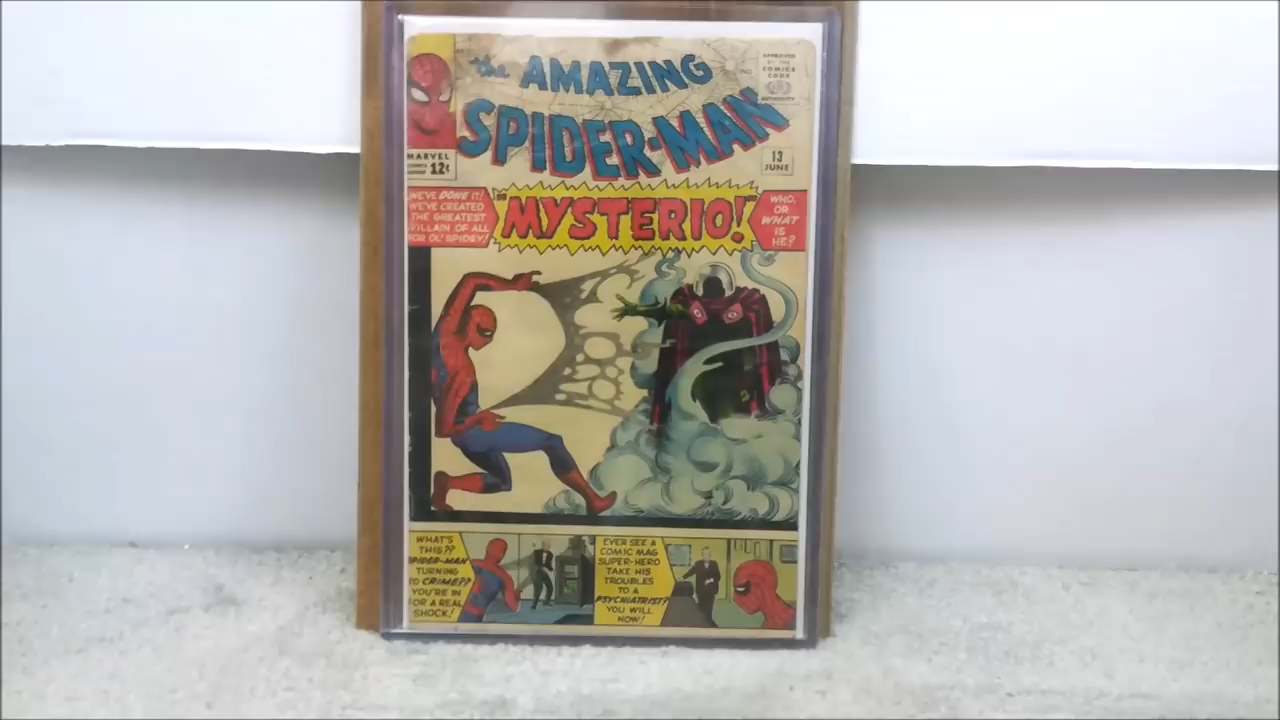 the AMAZING
SPIDER-MAN
APPROVED
BY THE
COMICS
CODE
AUTHORITY
MARVEL
12¢
13
JUNE
WE'VE DONE IT!
WE'VE CREATED
THE GREATEST
VILLAIN OF ALL
FOR OL' SPIDEY!
"MYSTERIO!"
WHO,
OR
WHAT
IS
HE?
WHAT'S
THIS??
SPIDER-MAN
TURNING
TO CRIME??
YOU'RE IN
FOR A REAL
SHOCK!
EVER SEE A
COMIC MAG
SUPER-HERO
TAKE HIS
TROUBLES
TO A
PSYCHIATRIST?
YOU WILL
NOW!